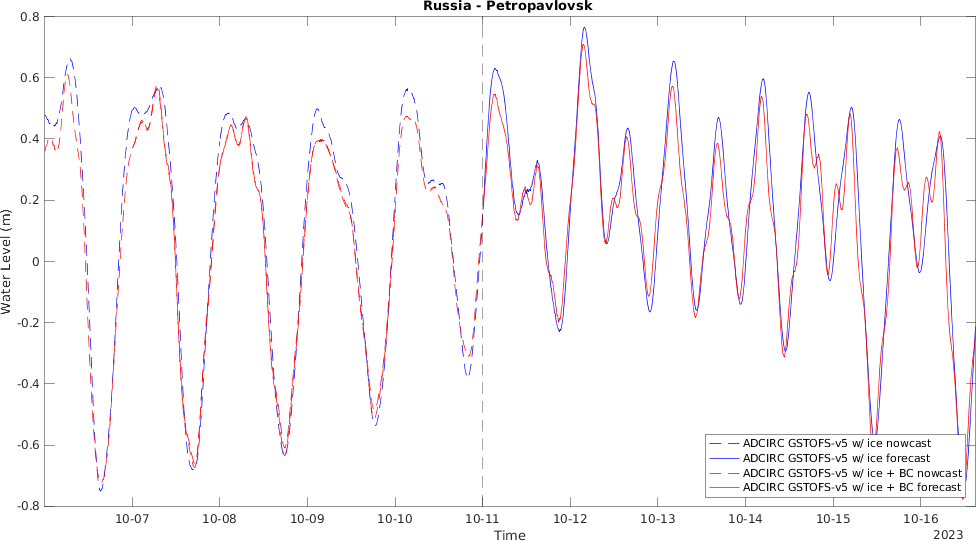 Russia - Petropavlovsk
0.8
0.6
0.4
0.2
0
-0.2
-0.4
-0.6
-0.8
Water Level (m)
ADCIRC GSTOFS-v5 w/ ice nowcast
ADCIRC GSTOFS-v5 w/ ice forecast
ADCIRC GSTOFS-v5 w/ ice + BC nowcast
ADCIRC GSTOFS-v5 w/ ice + BC forecast
10-07
10-08
10-09
10-10
10-11
10-12
10-13
10-14
10-15
10-16
Time
2023